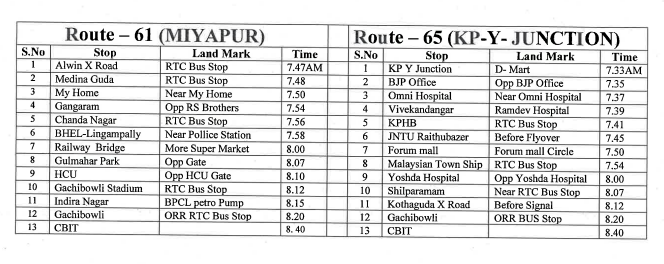 Route – 61 (MIYAPUR)
S.No Stop Land Mark Time
1 Alwin X Road RTC Bus Stop 7.47AM
2 Medina Guda RTC Bus Stop 7.48
3 My Home Near My Home 7.50
4 Gangaram Opp RS Brothers 7.54
5 Chanda Nagar RTC Bus Stop 7.56
6 BHEL-Lingampally Near Pollice Station 7.58
7 Railway Bridge More Super Market 8.00
8 Gulmahar Park Opp Gate 8.07
9 HCU Opp HCU Gate 8.10
10 Gachibowli Stadium RTC Bus Stop 8.12
11 Indira Nagar BPCL petro Pump 8.15
12 Gachibowli ORR RTC Bus Stop 8.20
13 CBIT 8. 40
Route – 65 (KP-Y- JUNCTION)
S.No Stop Land Mark Time
1 KP Y Junction D- Mart 7.33AM
2 BJP Office Opp BJP Office 7.35
3 Omni Hospital Near Omni Hospital 7.37
4 Vivekandangar Ramdev Hospital 7.39
5 KPHB RTC Bus Stop 7.41
6 JNTU Raithubazer Before Flyover 7.45
7 Forum mall Forum mall Circle 7.50
8 Malaysian Town Ship RTC Bus Stop 7.54
9 Yoshda Hospital Opp Yoshda Hospital 8.00
10 Shilparamam Near RTC Bus Stop 8.07
11 Kothaguda X Road Before Signal 8.12
12 Gachibowli ORR BUS Stop 8.20
13 CBIT 8.40